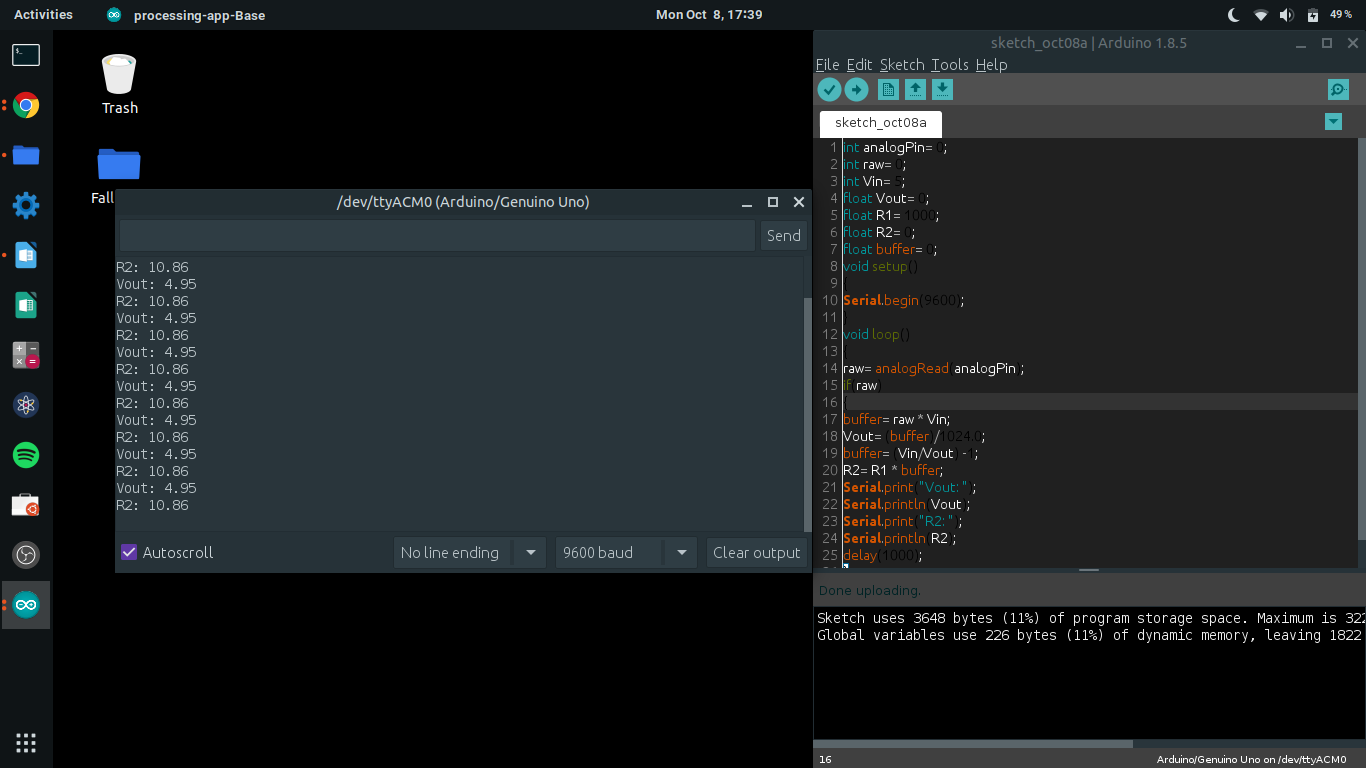 Activities
processing-app-Base
Mon Oct 8, 17:39
49 %
Trash
Fall
/dev/ttyACM0 (Arduino/Genuino Uno)
Send
R2: 10.86
Vout: 4.95
R2: 10.86
Vout: 4.95
R2: 10.86
Vout: 4.95
R2: 10.86
Vout: 4.95
R2: 10.86
Vout: 4.95
R2: 10.86
Vout: 4.95
R2: 10.86
Vout: 4.95
R2: 10.86
Autoscroll
No line ending
9600 baud
Clear output
sketch_oct08a | Arduino 1.8.5
File Edit Sketch Tools Help
sketch_oct08a
1 int analogPin= 0;
2 int raw= 0;
3 int Vin= 5;
4 float Vout= 0;
5 float R1= 1000;
6 float R2= 0;
7 float buffer= 0;
8 void setup()
9 {
10 Serial.begin(9600);
11 }
12 void loop()
13 {
14 raw= analogRead(analogPin);
15 if(raw)
16 {
17 buffer= raw * Vin;
18 Vout= (buffer)/1024.0;
19 buffer= (Vin/Vout) -1;
20 R2= R1 * buffer;
21 Serial.print("Vout: ");
22 Serial.println(Vout);
23 Serial.print("R2: ");
24 Serial.println(R2);
25 delay(1000);
Done uploading.
Sketch uses 3648 bytes (11%) of program storage space. Maximum is 322
Global variables use 226 bytes (11%) of dynamic memory, leaving 1822
16
Arduino/Genuino Uno on /dev/ttyACM0